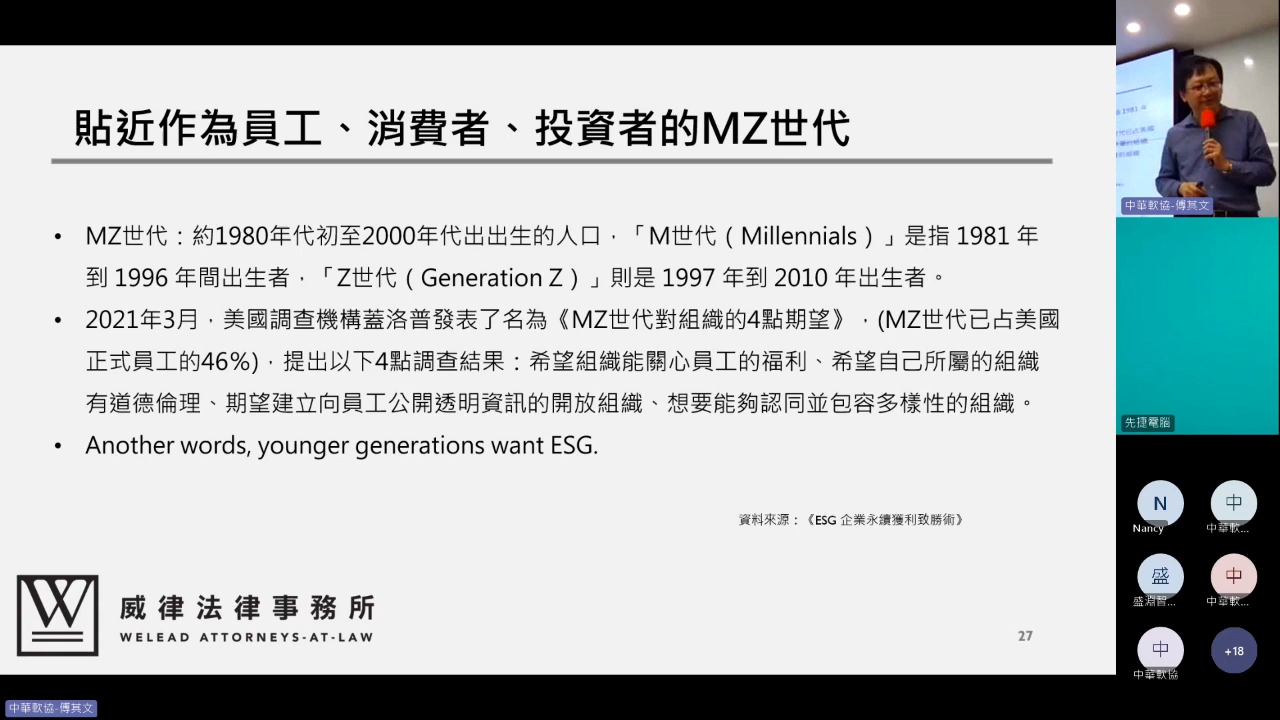 貼近作為員工、消費者、投資者的MZ世代
• MZ世代：約1980年代初至2000年代出出生的人口，「M世代（Millennials）」是指 1981 年
到 1996 年間出生者，「Z世代（Generation Z）」則是 1997 年到 2010 年出生者。
• 2021年3月，美國調查機構蓋洛普發表了名為《MZ世代對組織的4點期望》，(MZ世代已占美國
正式員工的46%)，提出以下4點調查結果：希望組織能關心員工的福利、希望自己所屬的組織
有道德倫理、期望建立向員工公開透明資訊的開放組織、想要能夠認同並包容多樣性的組織。
• Another words, younger generations want ESG.
資料來源：《ESG 企業永續獲利致勝術》
W
威律法律事務所
WELEAD ATTORNEYS-AT-LAW
27
中華軟協-傅其文
中華軟協-傅其文
先捷電腦
N
中
Nancy
中華軟...
盛
中
盛淵智...
中華軟...
中
+18
中華軟協